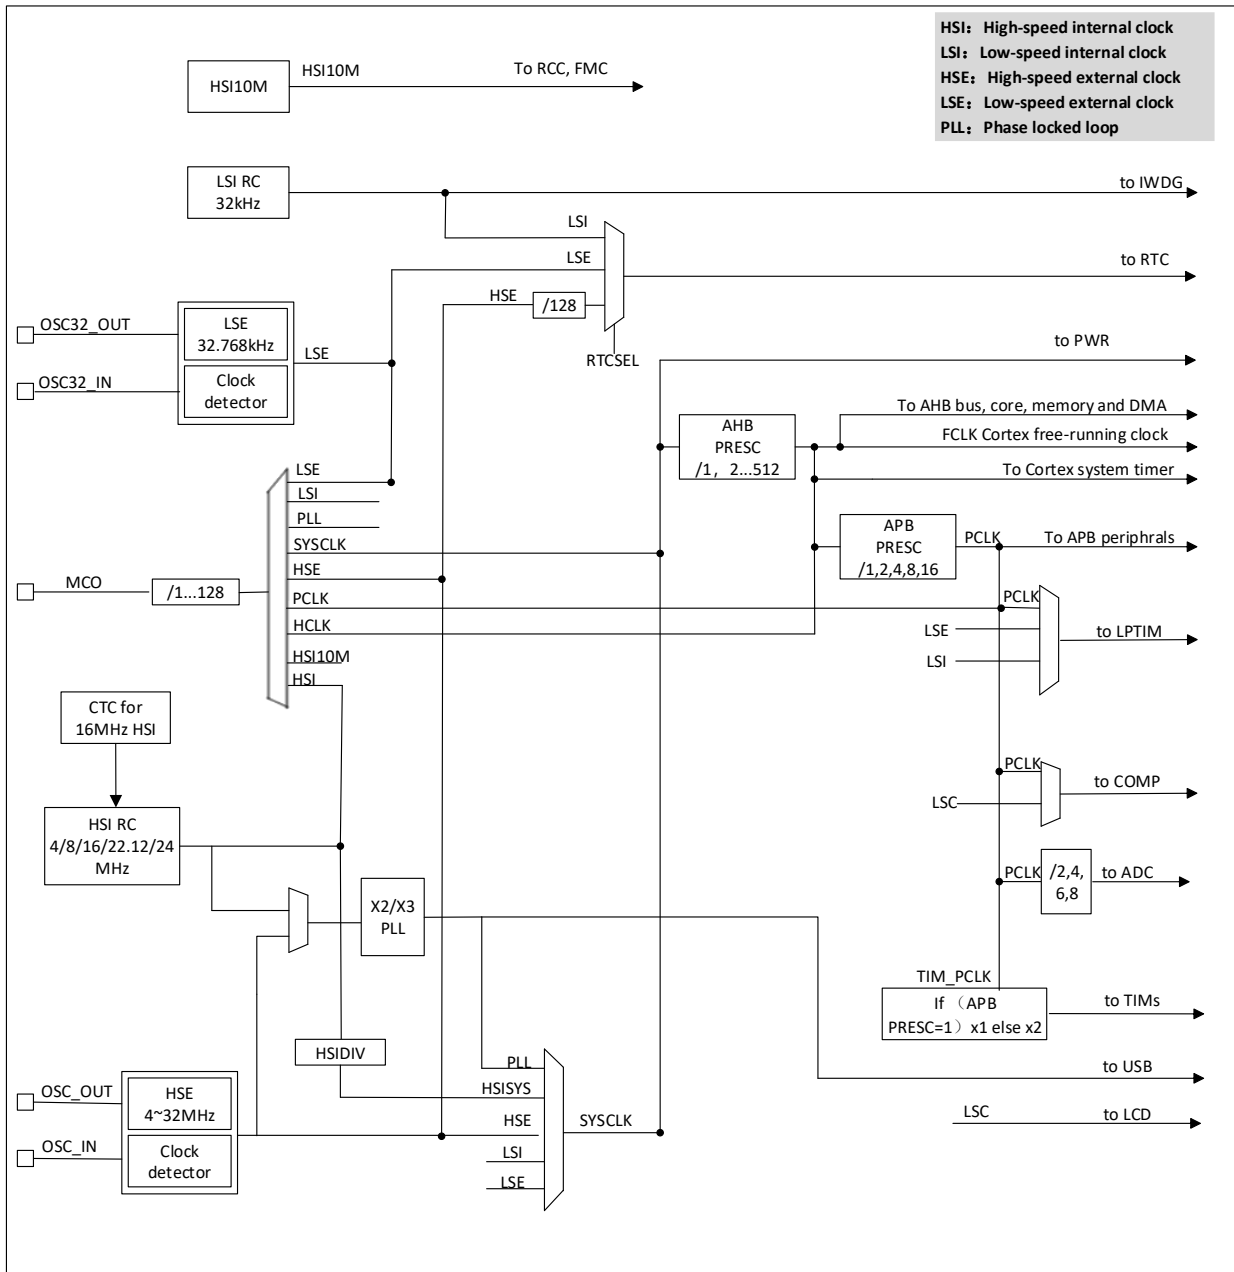 HSI：High-speed internal clock
LSI：Low-speed internal clock
HSE：High-speed external clock
LSE：Low-speed external clock
PLL：Phase locked loop
HSI10M
HSI10M
To RCC, FMC
LSI RC
32kHz
to IWDG
LSI
LSE
to RTC
HSE
/128
RTCSEL
OSC32_OUT
LSE
32.768kHz
LSE
OSC32_IN
Clock
detector
to PWR
AHB
PRESC
/1，2...512
To AHB bus, core, memory and DMA
FCLK Cortex free-running clock
To Cortex system timer
LSE
LSI
PLL
SYSCLK
HSE
PCLK
HCLK
HSI10M
HSI
MCO
/1...128
APB
PRESC
/1,2,4,8,16
PCLK
To APB periphrals
PCLK
LSE
LSI
to LPTIM
CTC for
16MHz HSI
HSI RC
4/8/16/22.12/24
MHz
PCLK
LSC
to COMP
X2/X3
PLL
PCLK
/2,4,
6,8
to ADC
TIM_PCLK
If （APB
PRESC=1）x1 else x2
to TIMs
HSIDIV
PLL
HSISYS
HSE
LSI
LSE
SYSCLK
to USB
LSC
to LCD
OSC_OUT
HSE
4~32MHz
OSC_IN
Clock
detector